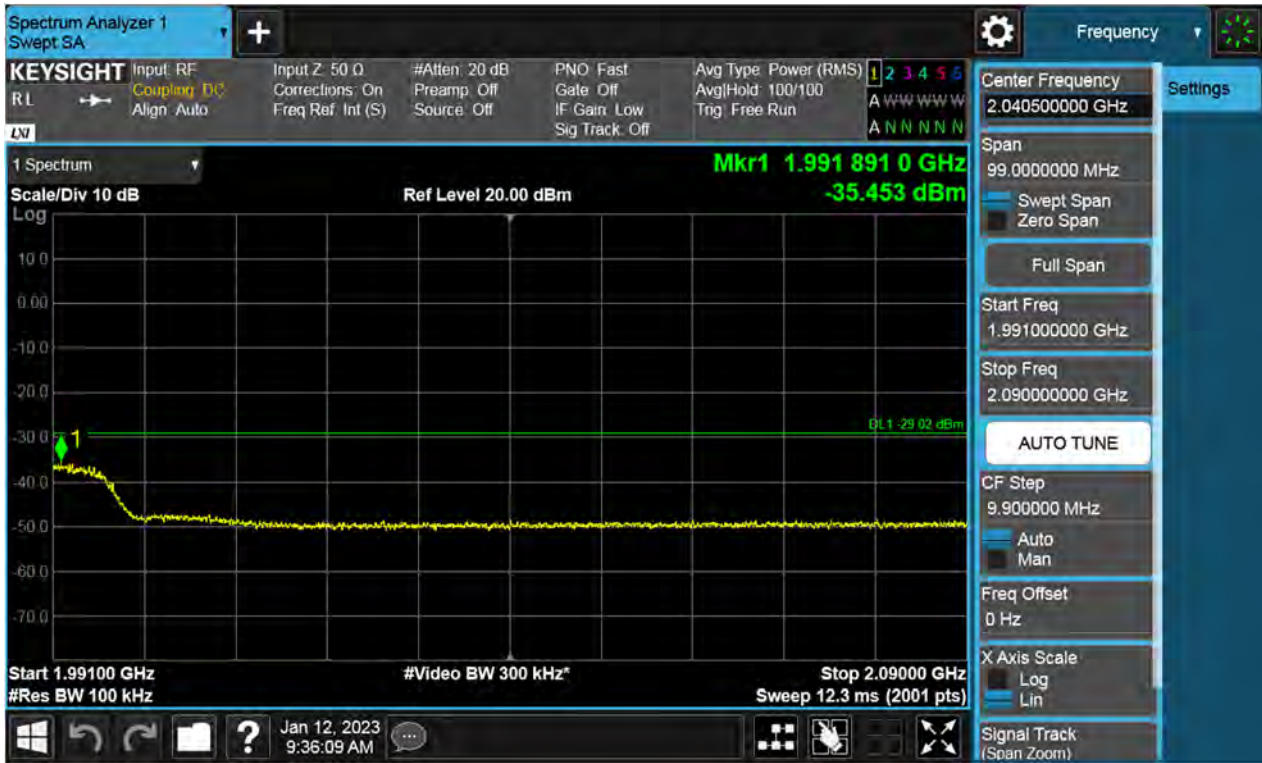 Spectrum Analyzer 1
Swept SA
+
Frequency
KEYSIGHT
R L
LXI
Input: RF
Coupling: DC
Align: Auto
Input Z: 50 Ω
Corrections: On
Freq Ref: Int (S)
#Atten: 20 dB
Preamp: Off
Source: Off
PNO: Fast
Gate: Off
IF Gain: Low
Sig Track: Off
Avg Type: Power (RMS)
Avg|Hold: 100/100
Trig: Free Run
1 2 3 4 5 6
A W W W W W
A N N N N N
1 Spectrum
Scale/Div 10 dB
Ref Level 20.00 dBm
Mkr1 1.991 891 0 GHz
-35.453 dBm
Log
10.0
0.00
-10.0
-20.0
-30.0
-40.0
-50.0
-60.0
-70.0
1
DL1 -29.02 dBm
Start 1.99100 GHz
#Video BW 300 kHz*
Stop 2.09000 GHz
#Res BW 100 kHz
Sweep 12.3 ms (2001 pts)
?
Jan 12, 2023
9:36:09 AM
Center Frequency
2.040500000 GHz
Settings
Span
99.0000000 MHz
Swept Span
Zero Span
Full Span
Start Freq
1.991000000 GHz
Stop Freq
2.090000000 GHz
AUTO TUNE
CF Step
9.900000 MHz
Auto
Man
Freq Offset
0 Hz
X Axis Scale
Log
Lin
Signal Track
(Span Zoom)